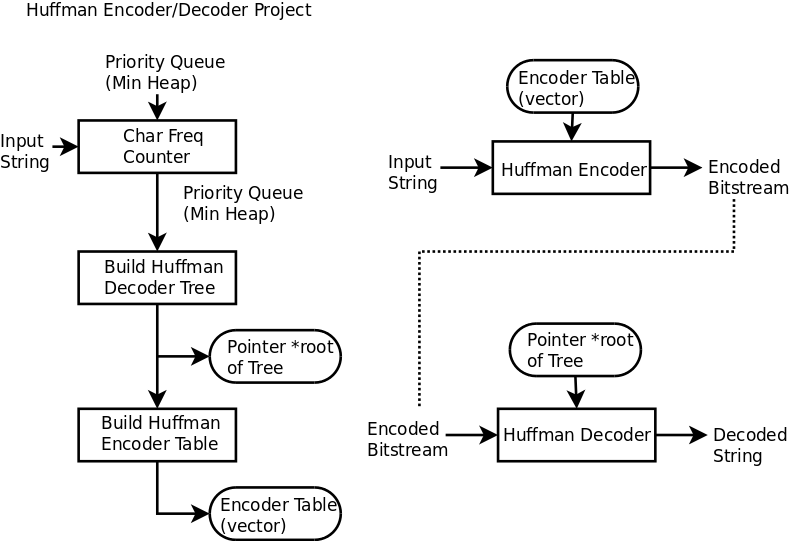 Huffman Encoder/Decoder Project
Priority Queue
(Min Heap)
Input
String
Char Freq
Counter
Priority Queue
(Min Heap)
Build Huffman
Decoder Tree
Pointer *root
of Tree
Build Huffman
Encoder Table
Encoder Table
(vector)
Encoder Table
(vector)
Input
String
Huffman Encoder
Encoded
Bitstream
Pointer *root
of Tree
Encoded
Bitstream
Huffman Decoder
Decoded
String